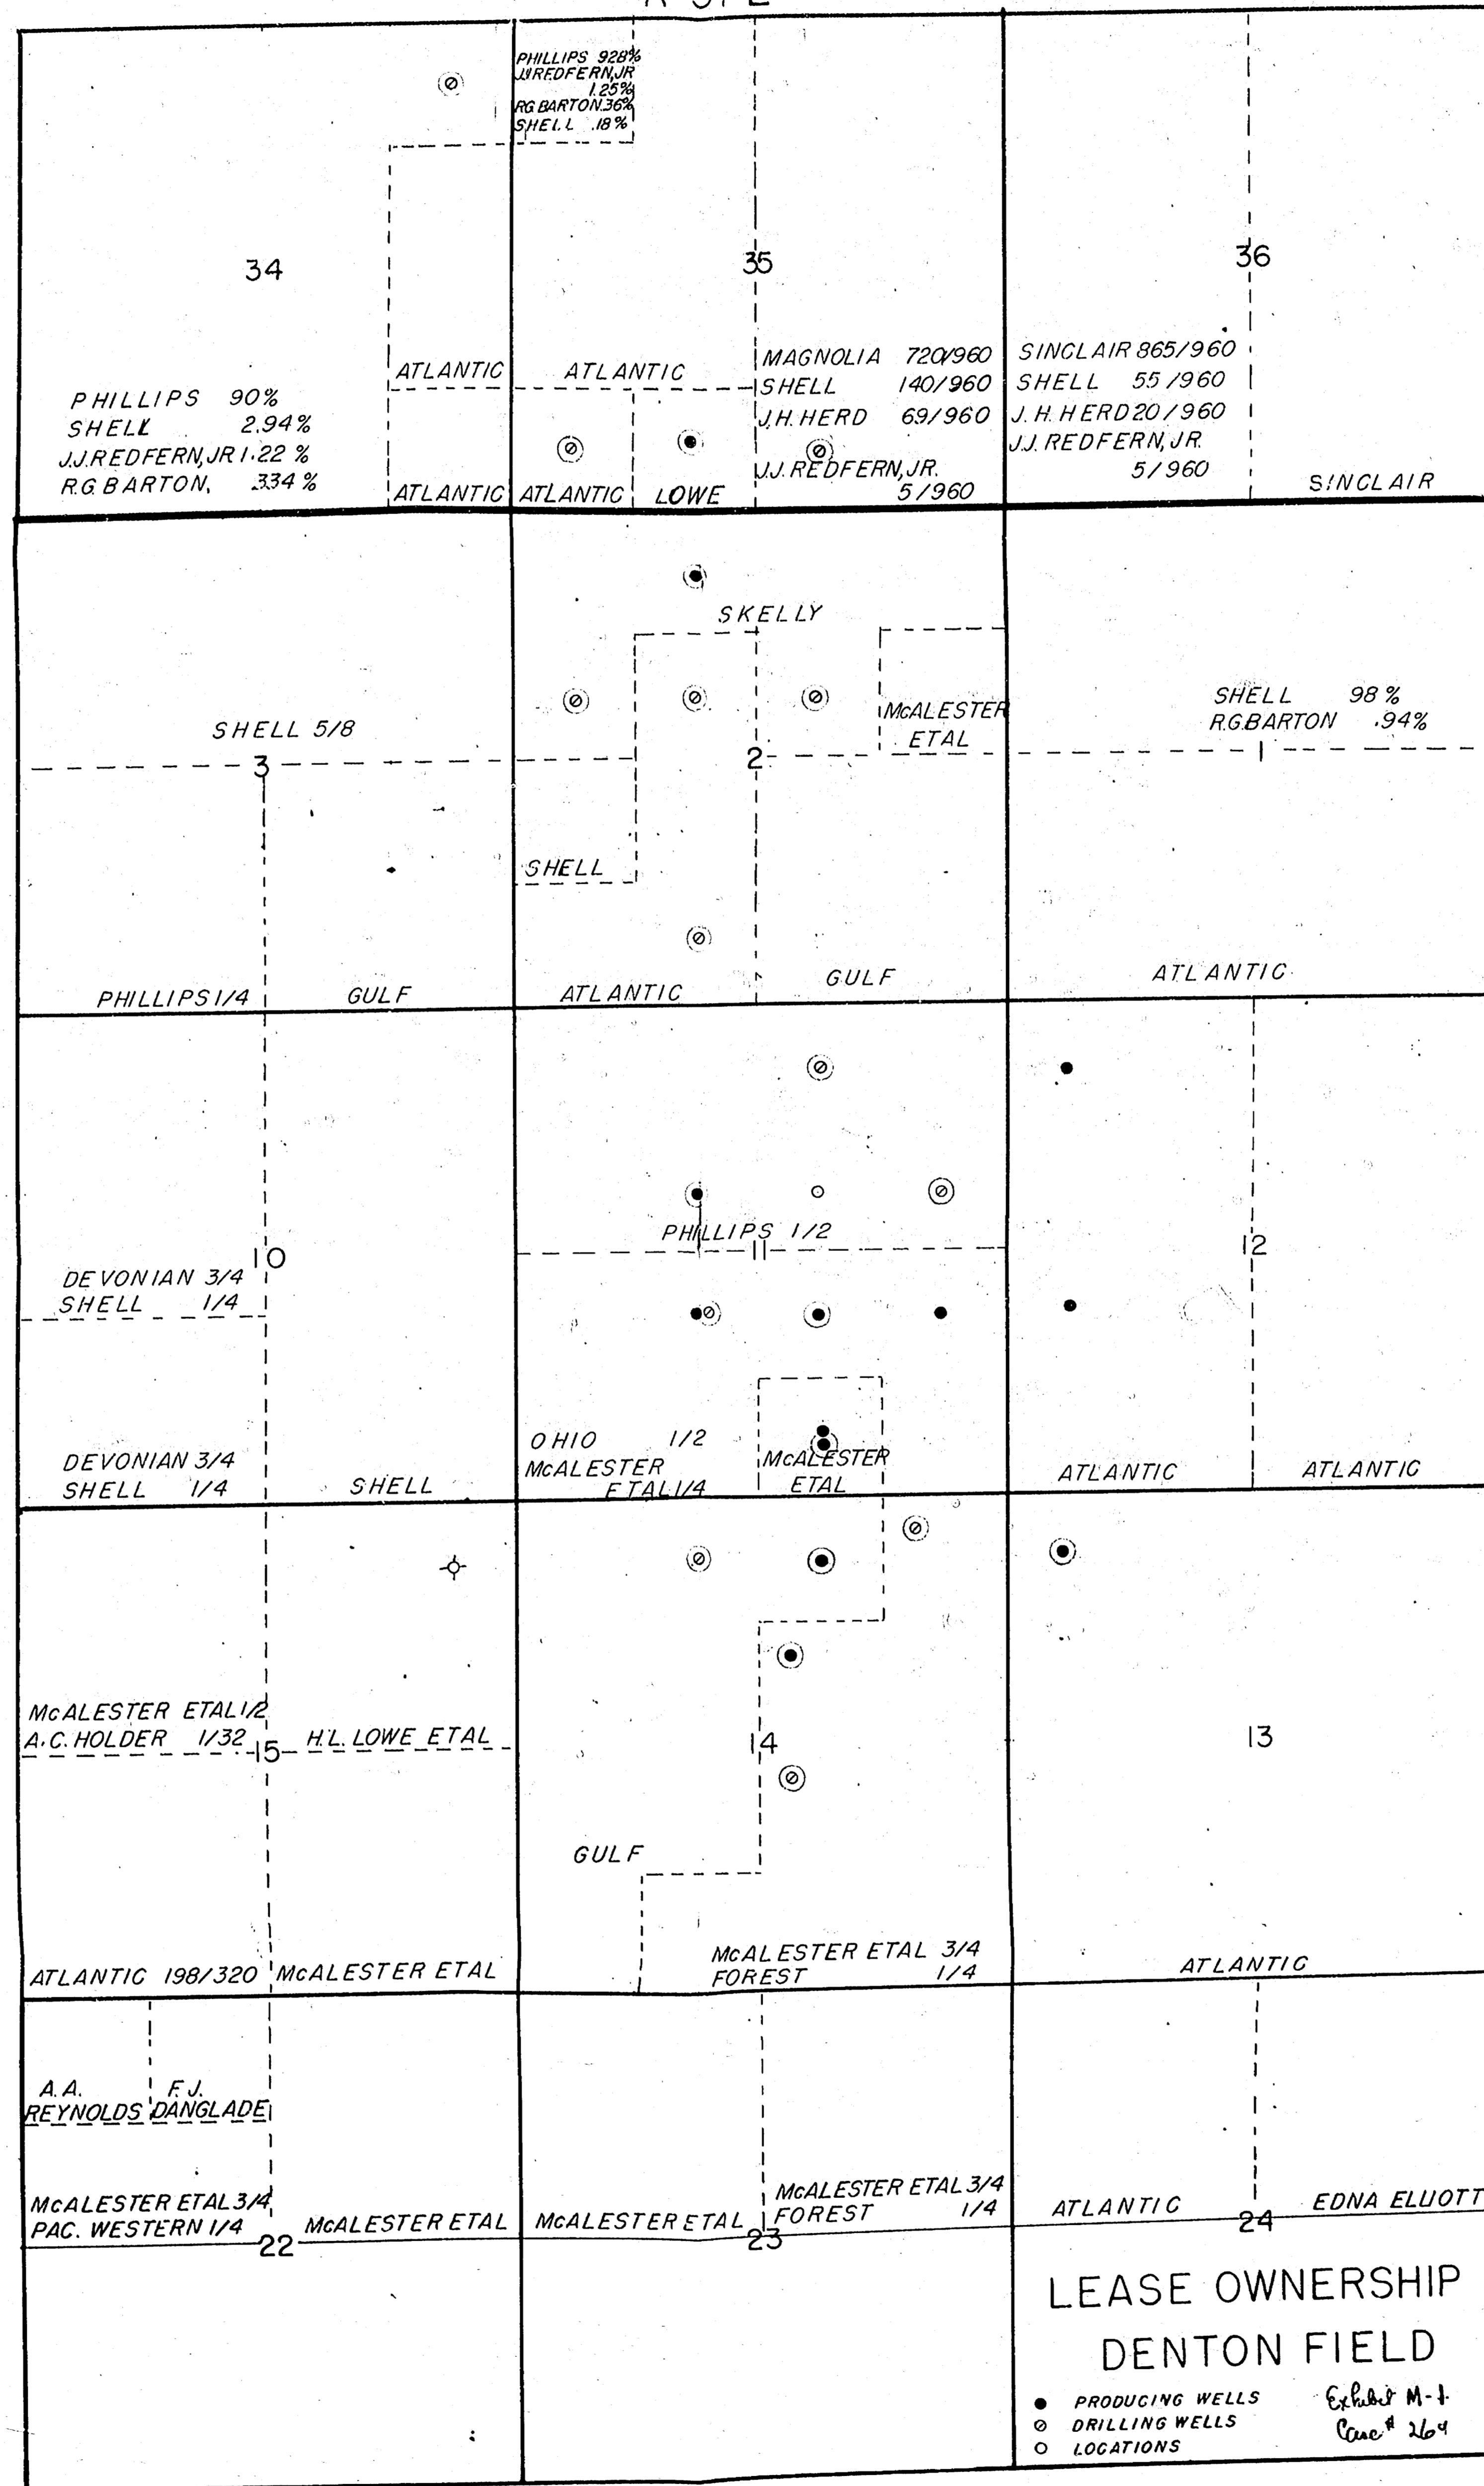 PHILLIPS 928%
J.J.REDFERN,JR
1.25%
RG BARTON.36%
SHELL .18%
34
35
36
PHILLIPS 90%
SHELL 2.94%
J.J.REDFERN,JR 1.22 %
R.G.BARTON, .334 %
ATLANTIC
ATLANTIC
ATLANTIC
ATLANTIC
LOWE
MAGNOLIA 720/960
SHELL 140/960
J.H.HERD 69/960
J.J.REDFERN,JR.
5/960
SINCLAIR 865/960
SHELL 55/960
J.H.HERD 20/960
J.J.REDFERN,JR.
5/960
SINCLAIR
SKELLY
SHELL 5/8
3
2
McALESTER
ETAL
SHELL 98%
R.G.BARTON .94%
1
SHELL
PHILLIPS 1/4
GULF
ATLANTIC
GULF
ATLANTIC
PHILLIPS 1/2
10
11
12
DEVONIAN 3/4
SHELL 1/4
DEVONIAN 3/4
SHELL 1/4
SHELL
OHIO 1/2
McALESTER
ETAL 1/4
McALESTER
ETAL
ATLANTIC
ATLANTIC
McALESTER ETAL 1/2
A.C.HOLDER 1/32
15
H.L.LOWE ETAL
14
13
GULF
ATLANTIC 198/320
McALESTER ETAL
McALESTER ETAL 3/4
FOREST 1/4
ATLANTIC
A.A.
REYNOLDS
F.J.
DANGLADE
McALESTER ETAL 3/4
PAC. WESTERN 1/4
22
McALESTER ETAL
McALESTER ETAL
23
McALESTER ETAL 3/4
FOREST 1/4
ATLANTIC
24
EDNA ELLIOTT
LEASE OWNERSHIP
DENTON FIELD
PRODUCING WELLS
DRILLING WELLS
LOCATIONS
Exhibit M-1.
Case # 264